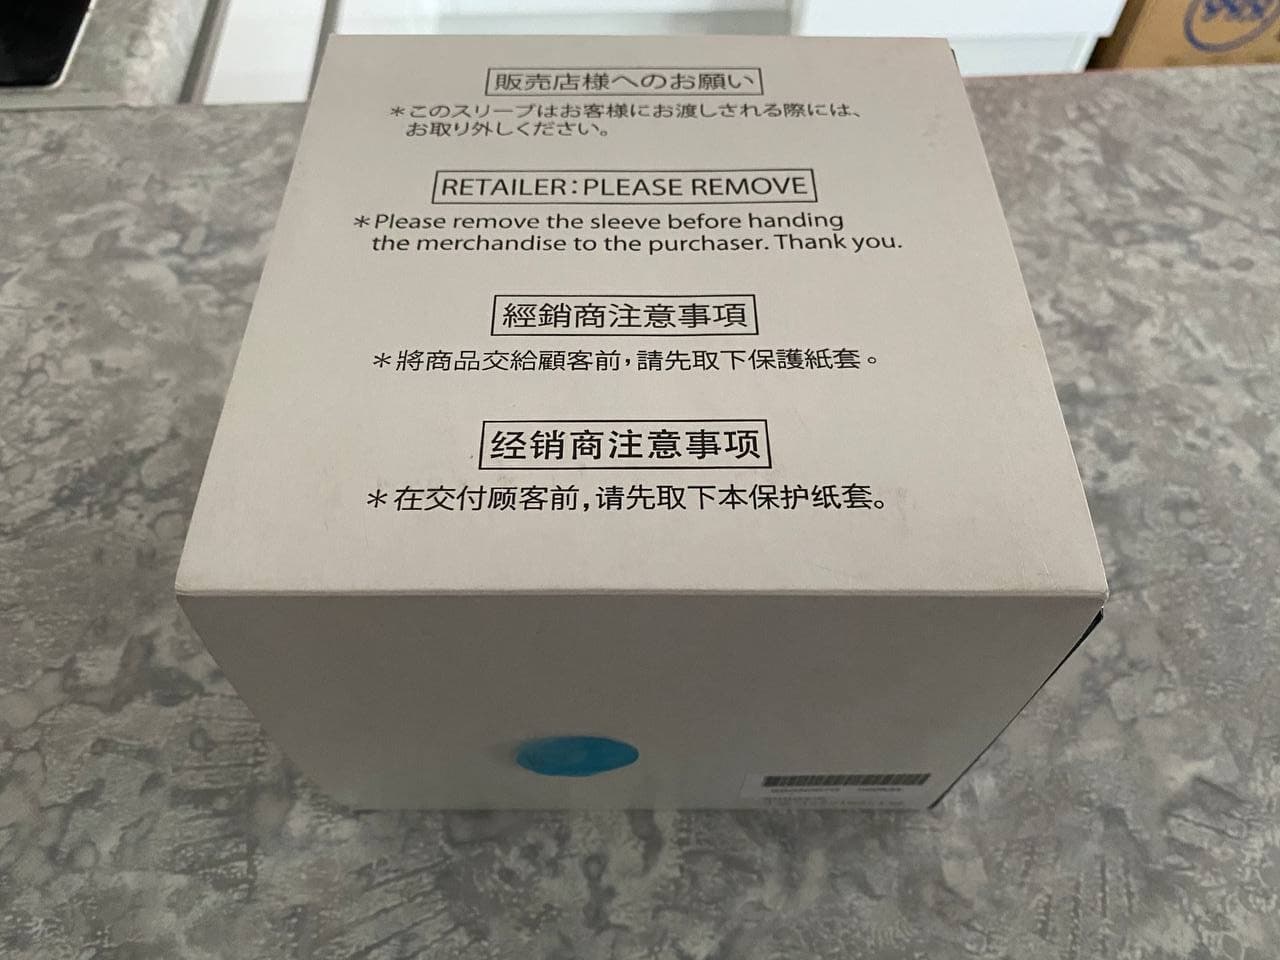 販売店様へのお願い
＊このスリーブはお客様にお渡しされる際には、
お取り外しください。
RETAILER:PLEASE REMOVE
＊Please remove the sleeve before handing
the merchandise to the purchaser. Thank you.
經銷商注意事項
＊將商品交給顧客前，請先取下保護紙套。
经销商注意事项
＊在交付顾客前，请先取下本保护纸套。